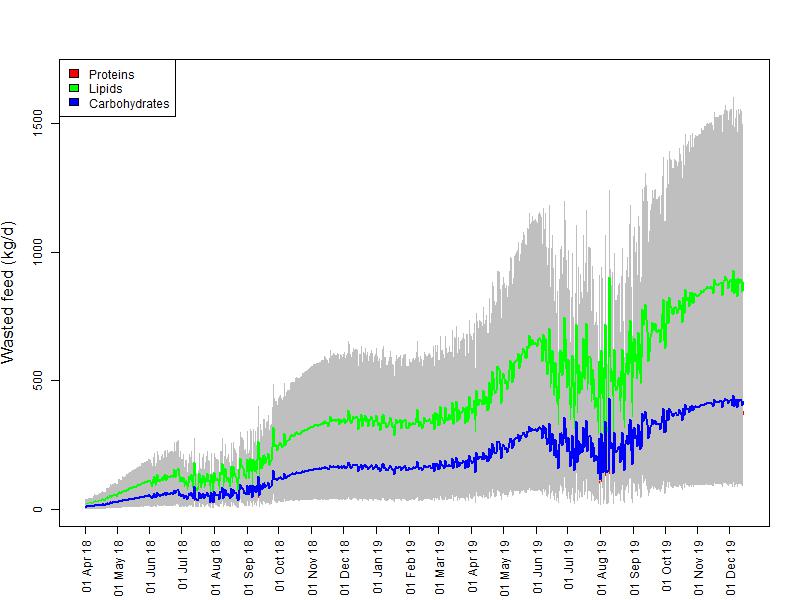 Proteins
Lipids
Carbohydrates
Wasted feed (kg/d)
1500
1000
500
0
01 Apr 18
01 May 18
01 Jun 18
01 Jul 18
01 Aug 18
01 Sep 18
01 Oct 18
01 Nov 18
01 Dec 18
01 Jan 19
01 Feb 19
01 Mar 19
01 Apr 19
01 May 19
01 Jun 19
01 Jul 19
01 Aug 19
01 Sep 19
01 Oct 19
01 Nov 19
01 Dec 19